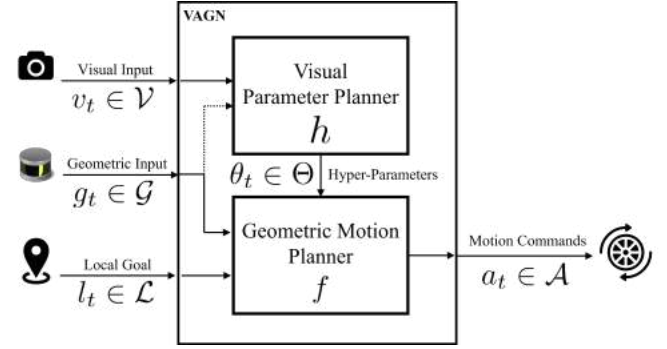 VAGN
Visual Input
v_t ∈ 𝒱
Visual
Parameter Planner
h
Geometric Input
g_t ∈ 𝒢
θ_t ∈ Θ
Hyper-Parameters
Geometric Motion
Planner
f
Local Goal
l_t ∈ ℒ
Motion Commands
a_t ∈ 𝒜